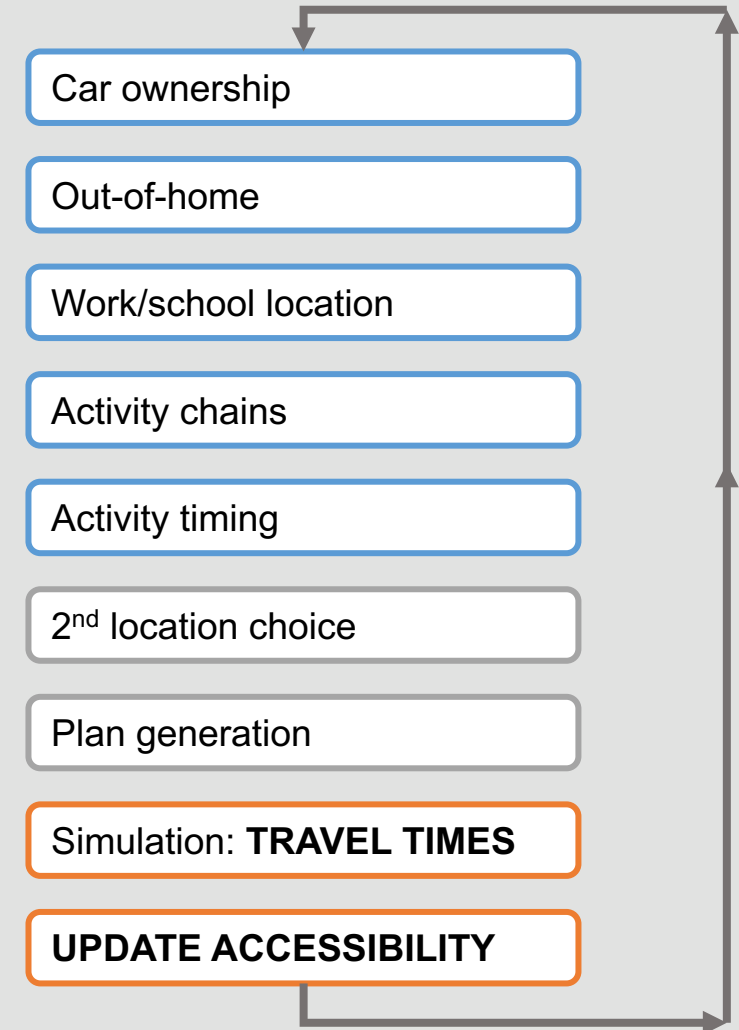 Car ownership
Out-of-home
Work/school location
Activity chains
Activity timing
2nd location choice
Plan generation
Simulation: TRAVEL TIMES
UPDATE ACCESSIBILITY